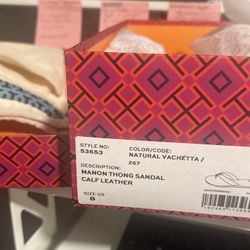 STYLE NO:
53653
COLOR/CODE:
NATURAL VACHETTA /
267
DESCRIPTION:
MANON THONG SANDAL
CALF LEATHER
SIZE US
8